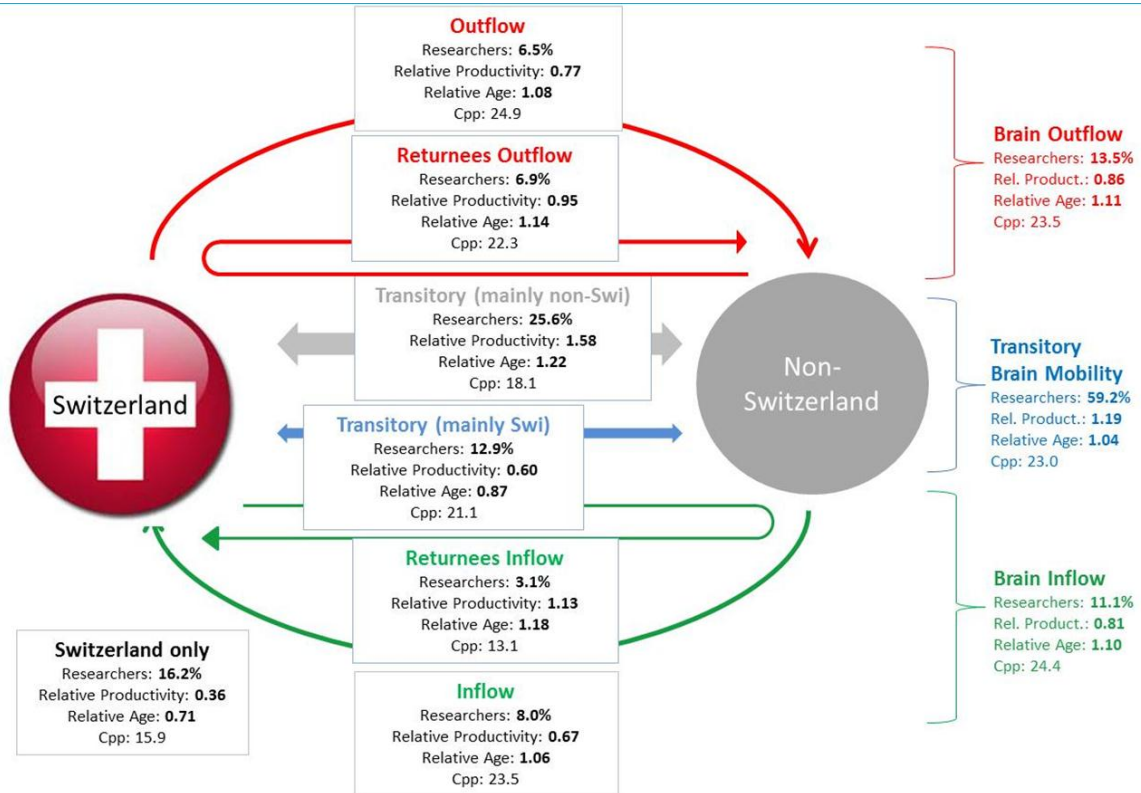 Outflow
Researchers: 6.5%
Relative Productivity: 0.77
Relative Age: 1.08
Cpp: 24.9
Returnees Outflow
Researchers: 6.9%
Relative Productivity: 0.95
Relative Age: 1.14
Cpp: 22.3
Transitory (mainly non-Swi)
Researchers: 25.6%
Relative Productivity: 1.58
Relative Age: 1.22
Cpp: 18.1
Transitory (mainly Swi)
Researchers: 12.9%
Relative Productivity: 0.60
Relative Age: 0.87
Cpp: 21.1
Returnees Inflow
Researchers: 3.1%
Relative Productivity: 1.13
Relative Age: 1.18
Cpp: 13.1
Inflow
Researchers: 8.0%
Relative Productivity: 0.67
Relative Age: 1.06
Cpp: 23.5
Switzerland
Switzerland only
Researchers: 16.2%
Relative Productivity: 0.36
Relative Age: 0.71
Cpp: 15.9
Non-
Switzerland
Brain Outflow
Researchers: 13.5%
Rel. Product.: 0.86
Relative Age: 1.11
Cpp: 23.5
Transitory
Brain Mobility
Researchers: 59.2%
Rel. Product.: 1.19
Relative Age: 1.04
Cpp: 23.0
Brain Inflow
Researchers: 11.1%
Rel. Product.: 0.81
Relative Age: 1.10
Cpp: 24.4